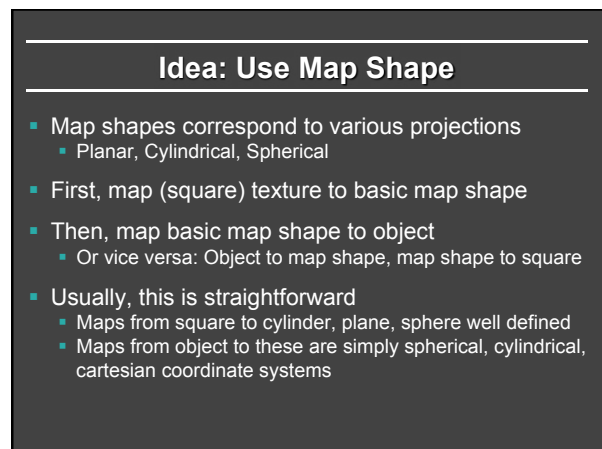 Idea: Use Map Shape
▪ Map shapes correspond to various projections
▪ Planar, Cylindrical, Spherical
▪ First, map (square) texture to basic map shape
▪ Then, map basic map shape to object
▪ Or vice versa: Object to map shape, map shape to square
▪ Usually, this is straightforward
▪ Maps from square to cylinder, plane, sphere well defined
▪ Maps from object to these are simply spherical, cylindrical,
cartesian coordinate systems